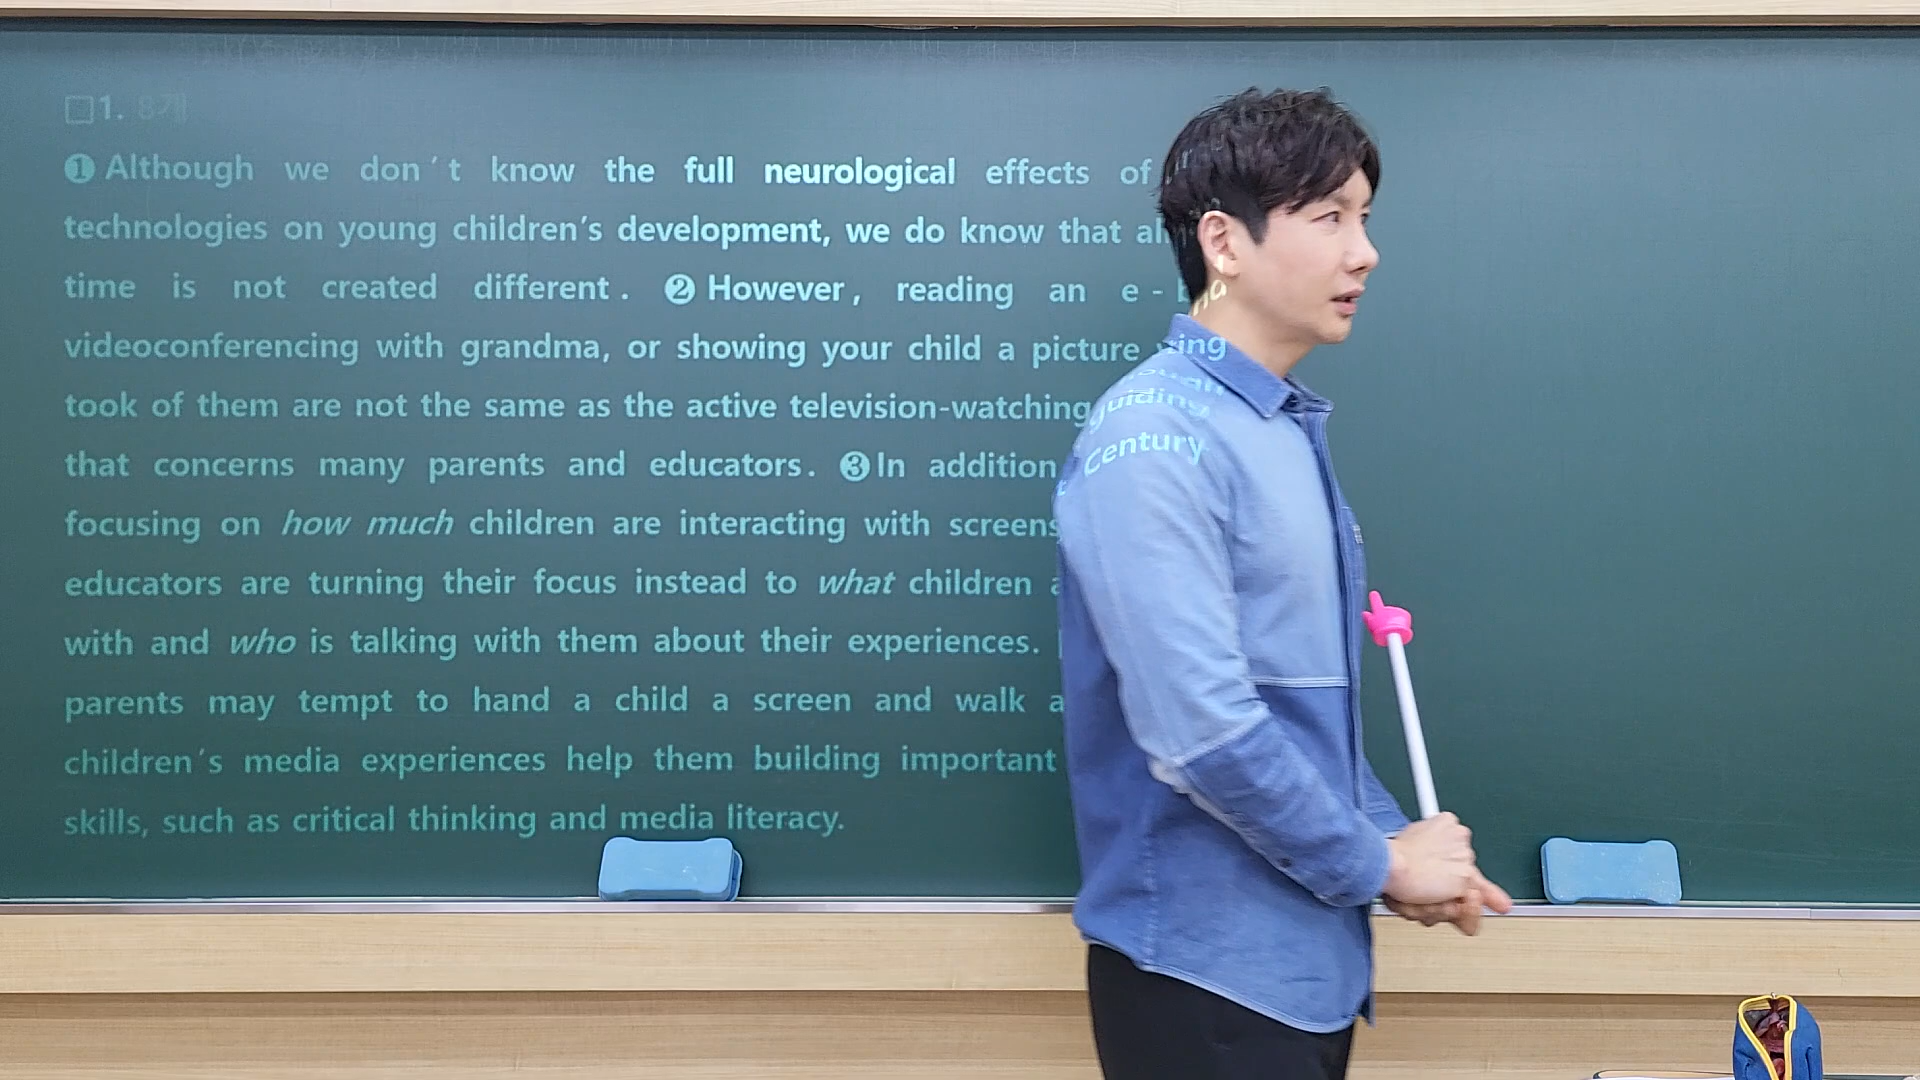 1. 8개
❶ Although we don't know the full neurological effects of
technologies on young children's development, we do know that
time is not created different. ❷ However, reading an
videoconferencing with grandma, or showing your child a picture
took of them are not the same as the active television-watching
guiding
that concerns many parents and educators. ❸ In addition
Century
focusing on how much children are interacting with screens
educators are turning their focus instead to what children
with and who is talking with them about their experiences.
parents may tempt to hand a child a screen and walk
children's media experiences help them building important
skills, such as critical thinking and media literacy.